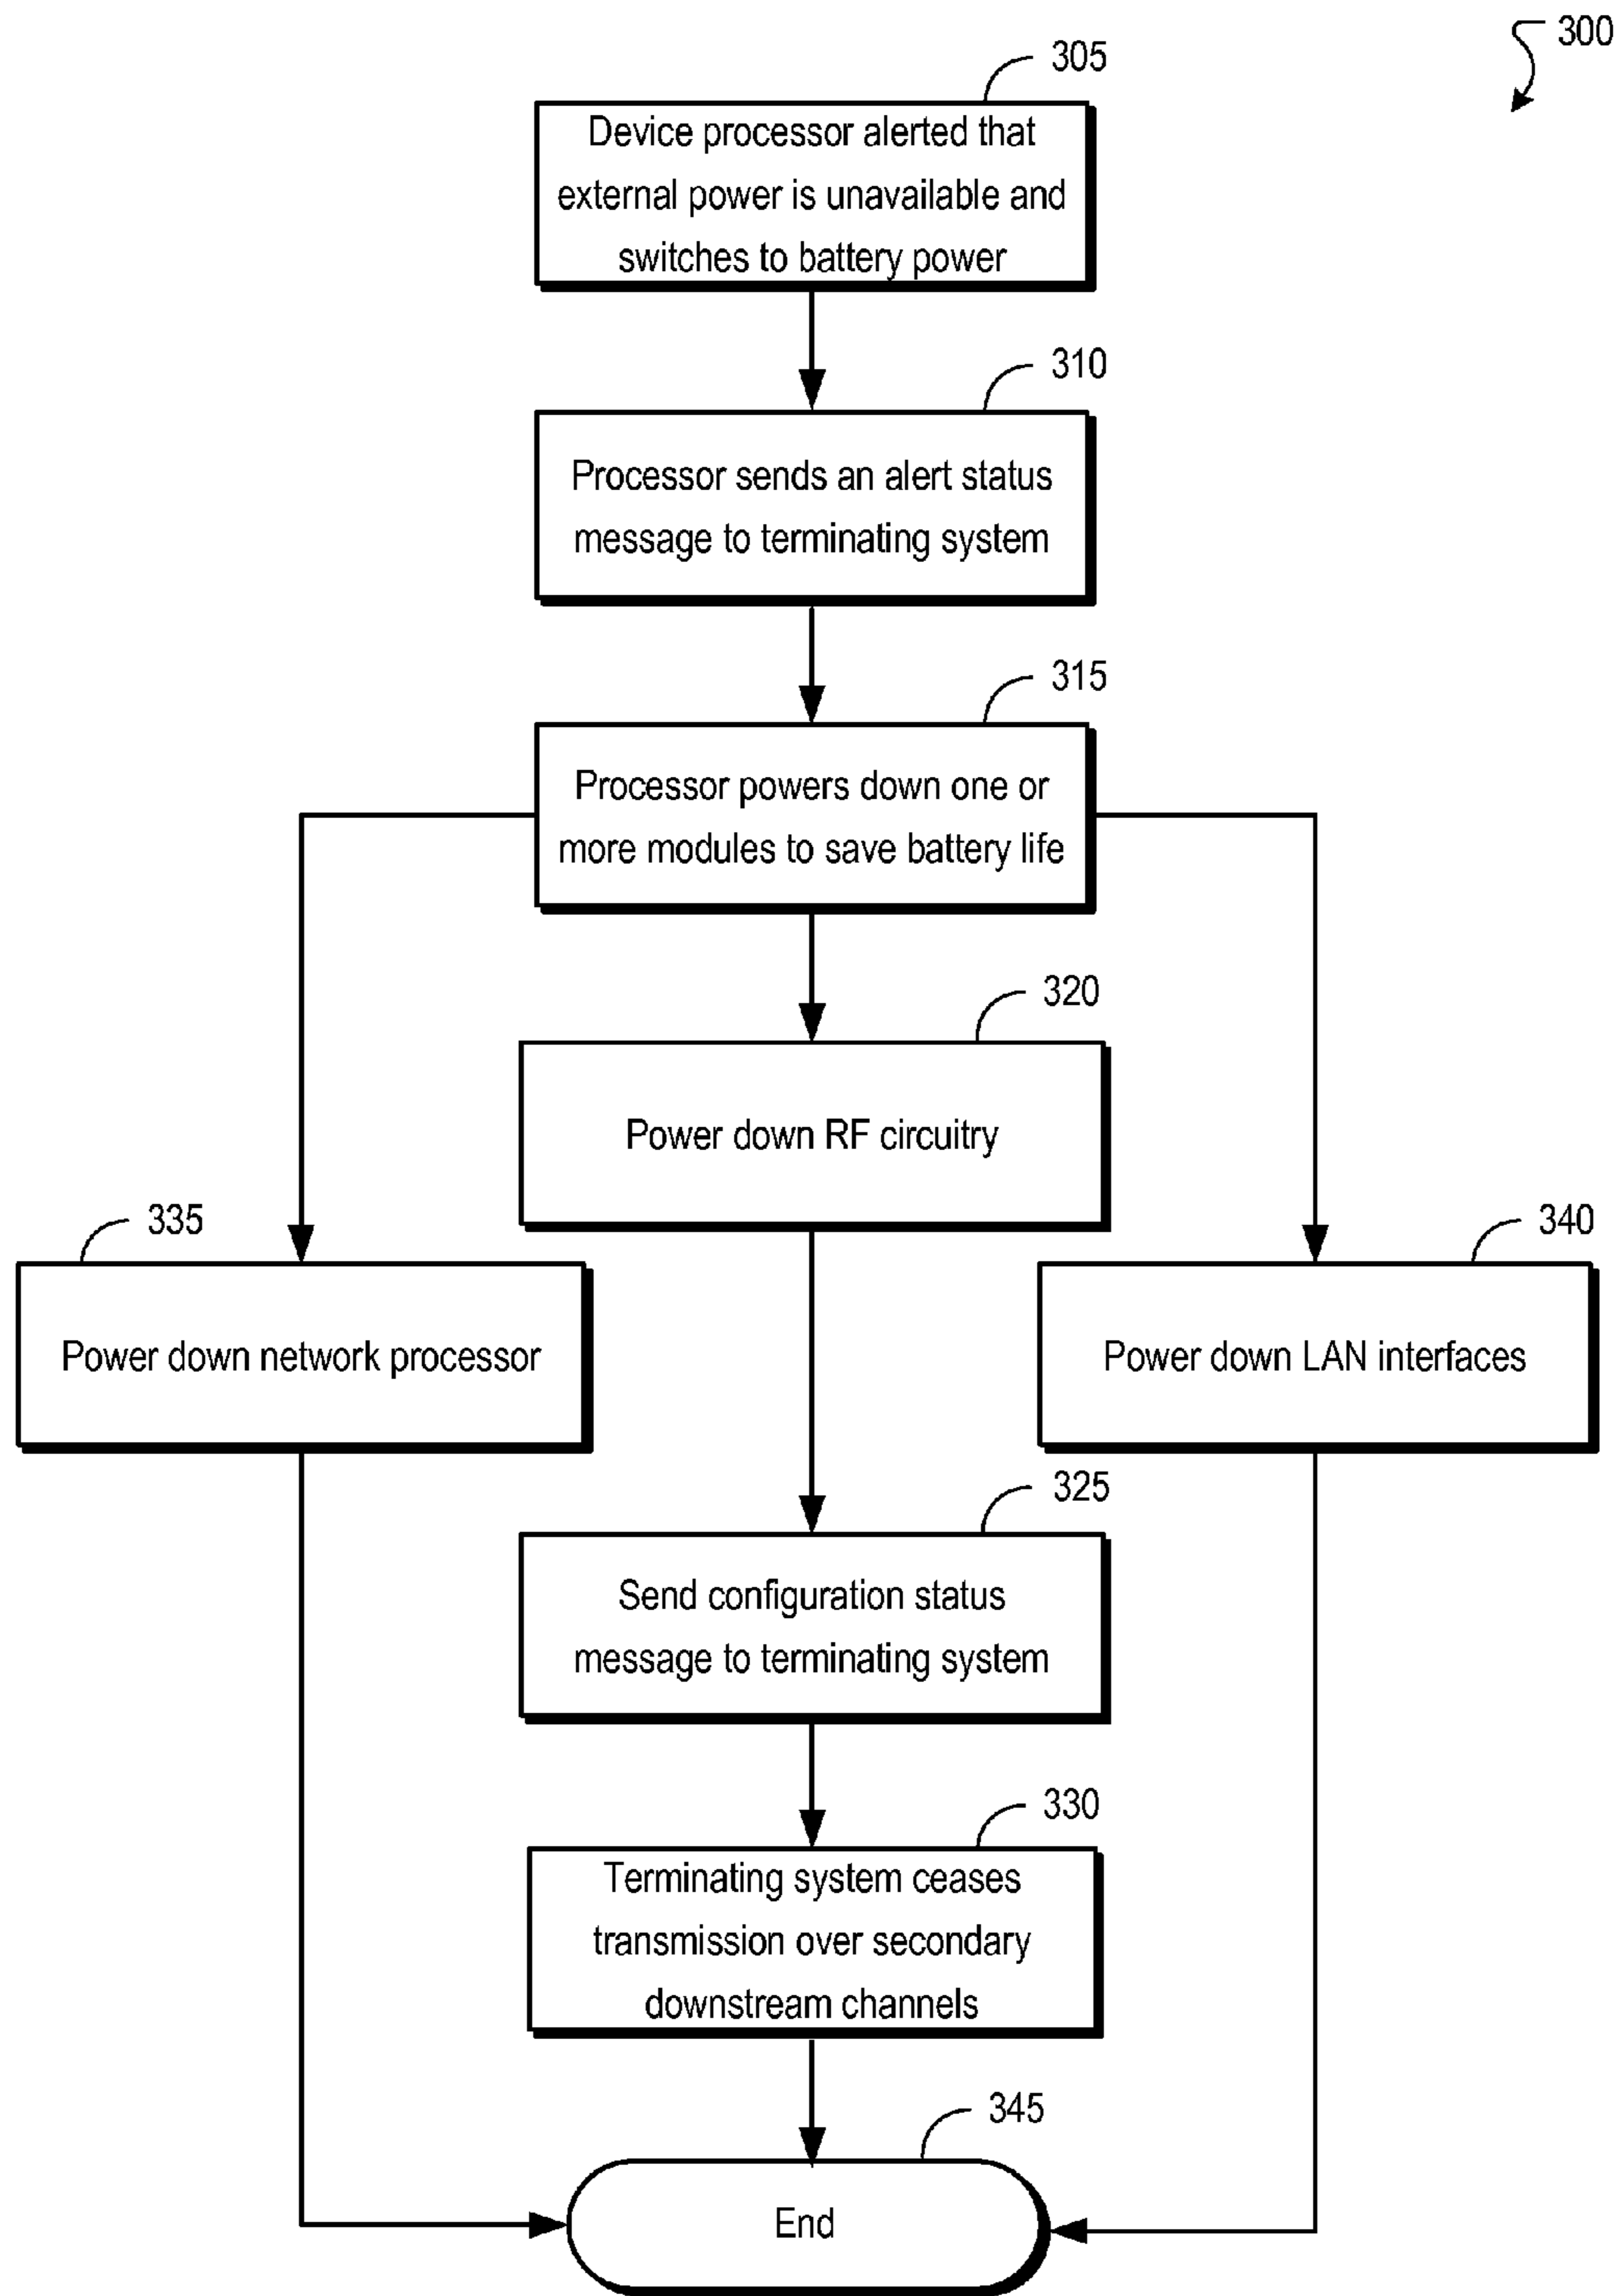 300
305
Device processor alerted that
external power is unavailable and
switches to battery power
310
Processor sends an alert status
message to terminating system
315
Processor powers down one or
more modules to save battery life
320
Power down RF circuitry
335
Power down network processor
340
Power down LAN interfaces
325
Send configuration status
message to terminating system
330
Terminating system ceases
transmission over secondary
downstream channels
345
End